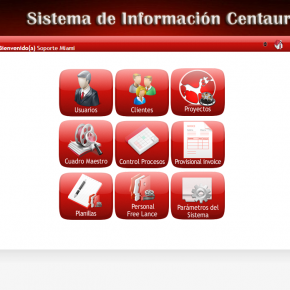 Sistema de Información Centaur
Bienvenido(a) Soporte Miami
Usuarios
Clientes
Proyectos
Cuadro Maestro
Control Procesos
Provisional Invoice
Planillas
Personal
Free Lance
Parámetros del
Sistema